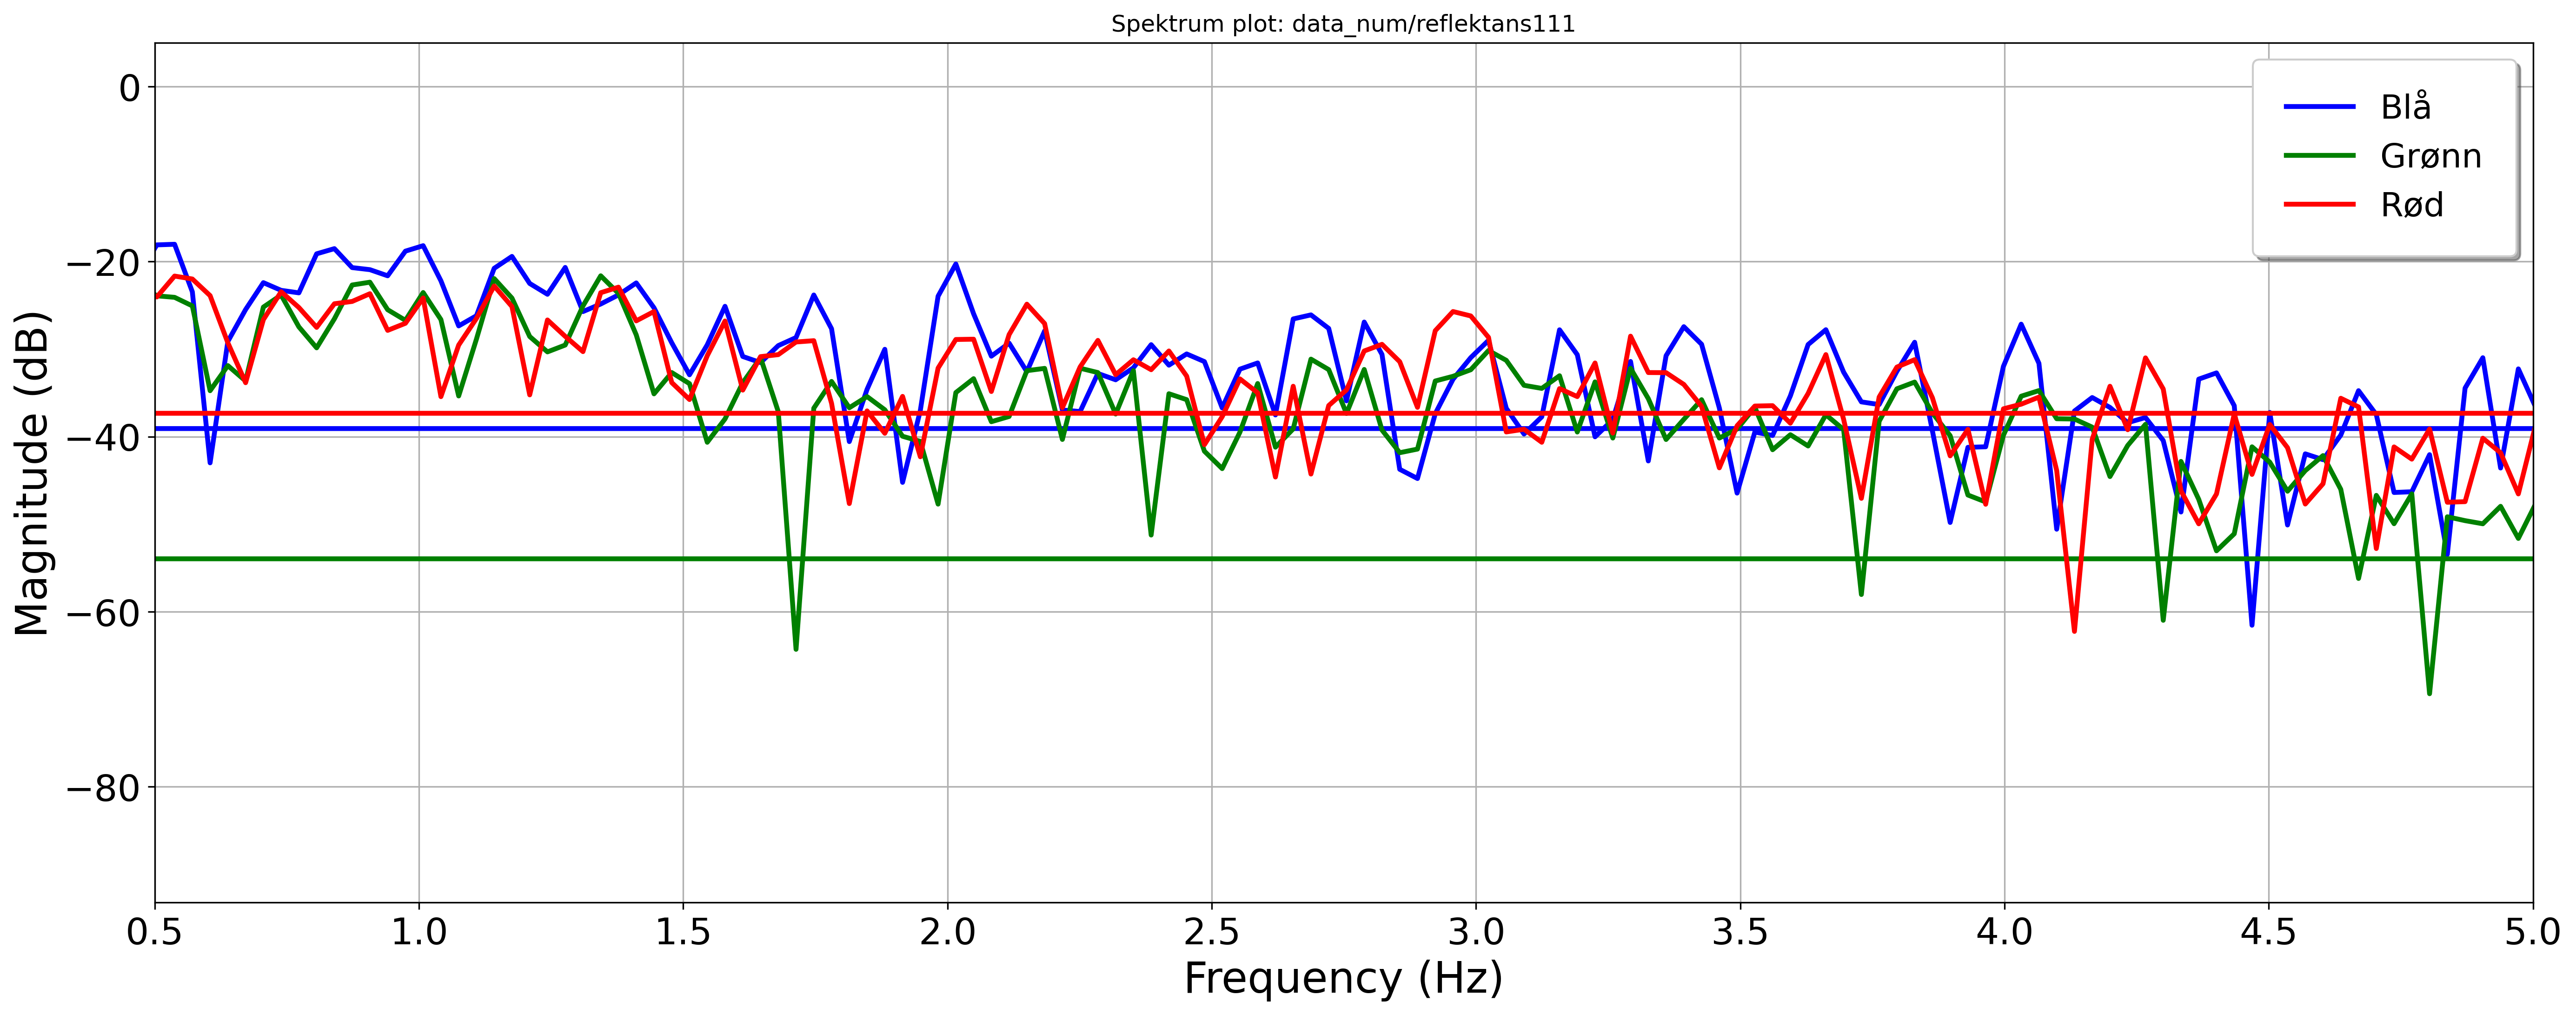 Spektrum plot: data_num/reflektans111
Magnitude (dB)
0
−20
−40
−60
−80
Blå
Grønn
Rød
0.5 1.0 1.5 2.0 2.5 3.0 3.5 4.0 4.5 5.0
Frequency (Hz)